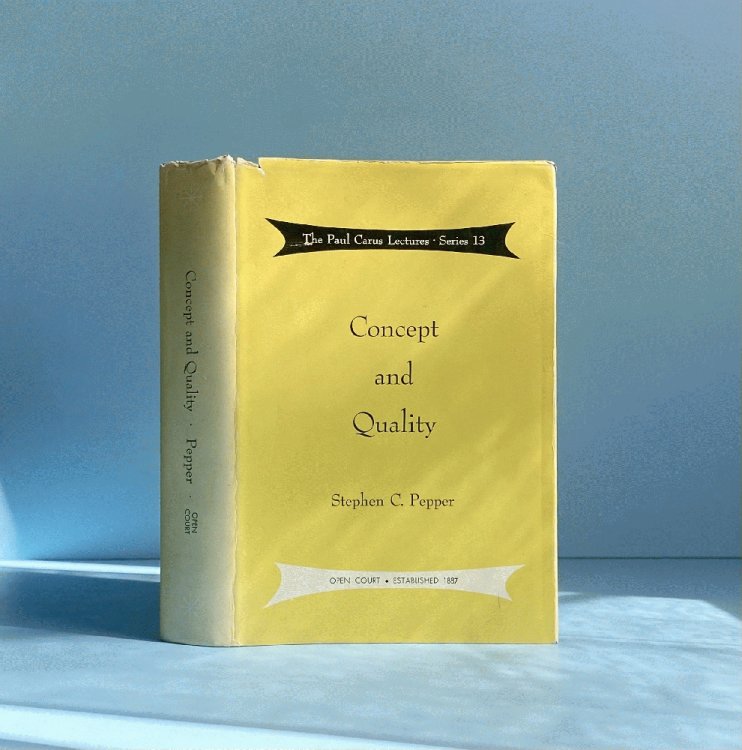 The Paul Carus Lectures · Series 13
Concept
and
Quality
Stephen C. Pepper
OPEN COURT • ESTABLISHED 1887
Concept and Quality · Pepper ·
OPEN
COURT